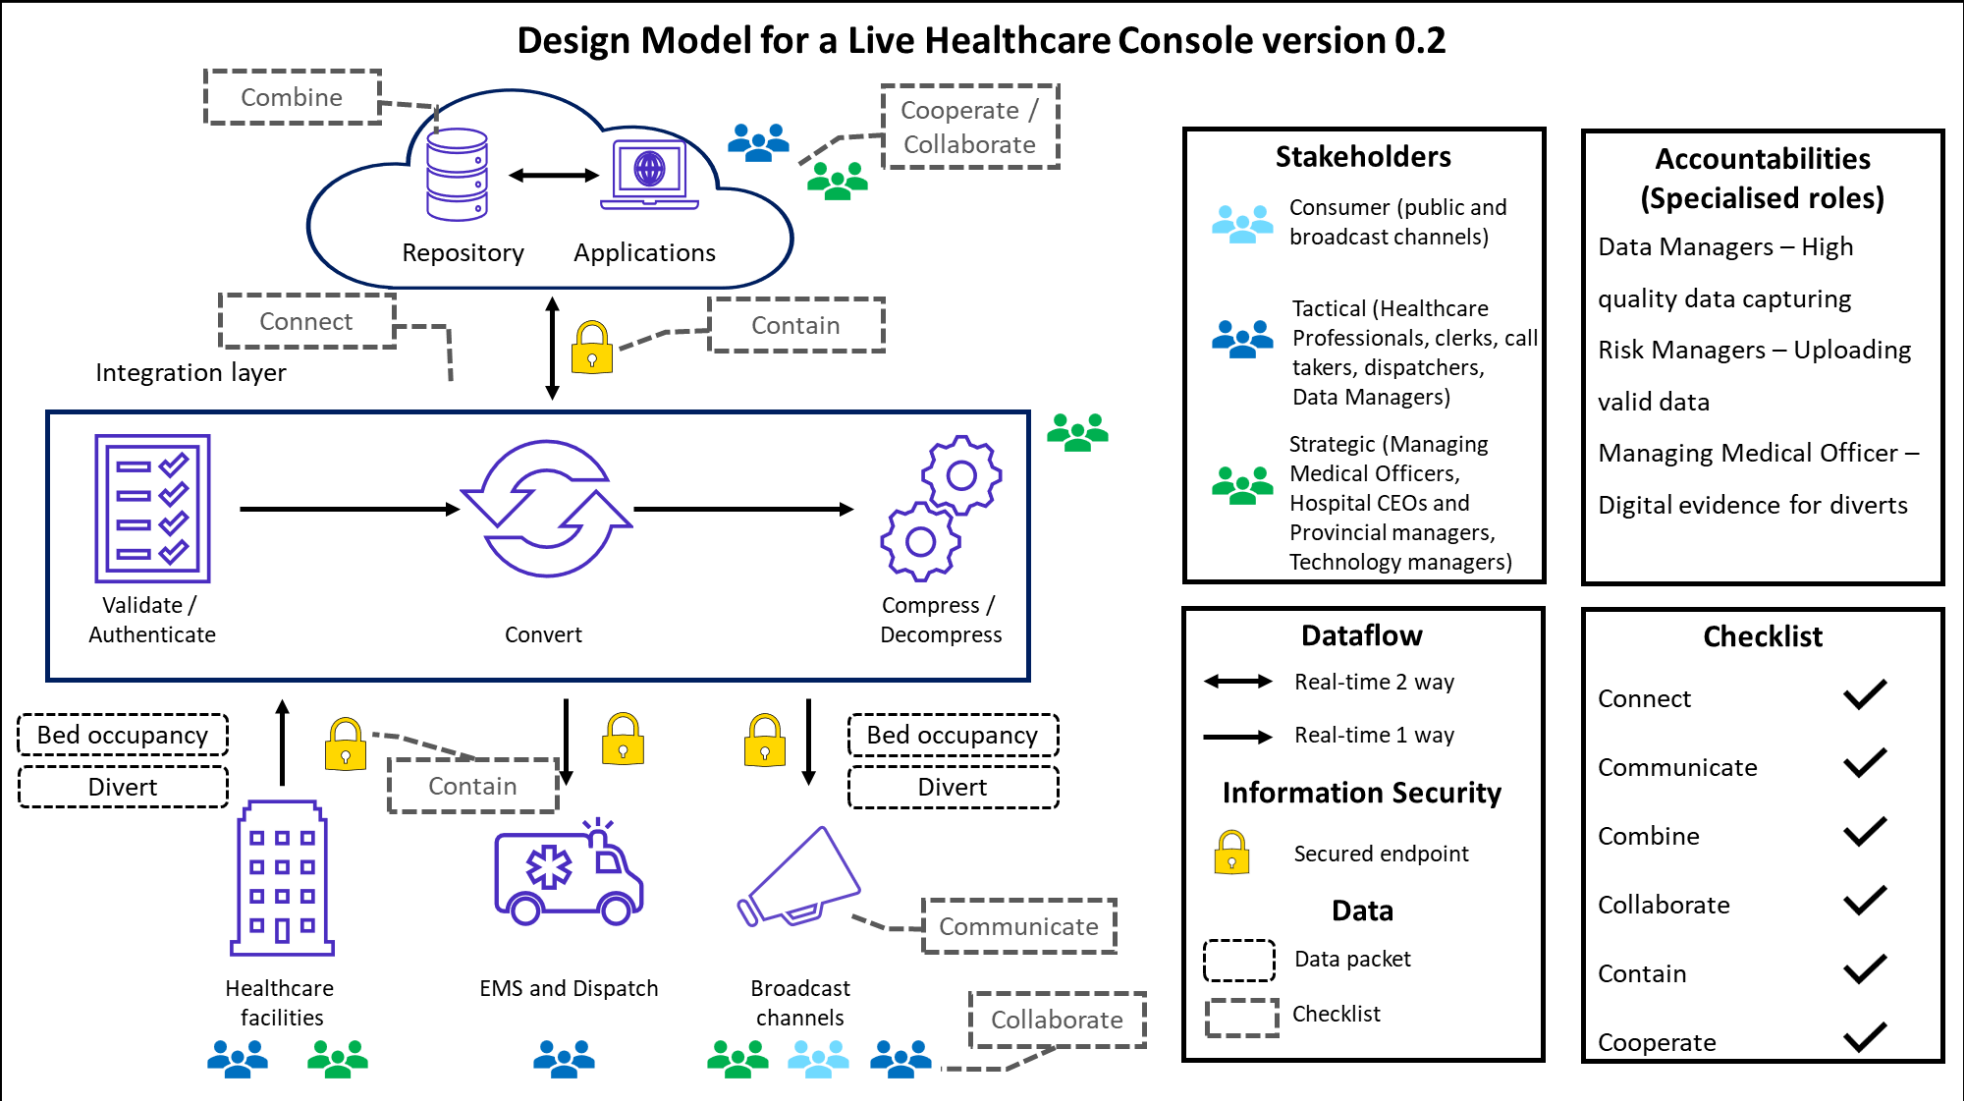 Design Model for a Live Healthcare Console version 0.2
Combine
Cooperate /
Collaborate
Repository
Applications
Connect
Contain
Integration layer
Validate /
Authenticate
Convert
Compress /
Decompress
Bed occupancy
Divert
Contain
Bed occupancy
Divert
Communicate
Healthcare
facilities
EMS and Dispatch
Broadcast
channels
Collaborate
Stakeholders
Consumer (public and
broadcast channels)
Tactical (Healthcare
Professionals, clerks, call
takers, dispatchers,
Data Managers)
Strategic (Managing
Medical Officers,
Hospital CEOs and
Provincial managers,
Technology managers)
Accountabilities
(Specialised roles)
Data Managers – High
quality data capturing
Risk Managers – Uploading
valid data
Managing Medical Officer –
Digital evidence for diverts
Dataflow
Real-time 2 way
Real-time 1 way
Information Security
Secured endpoint
Data
Data packet
Checklist
Checklist
Connect
Communicate
Combine
Collaborate
Contain
Cooperate